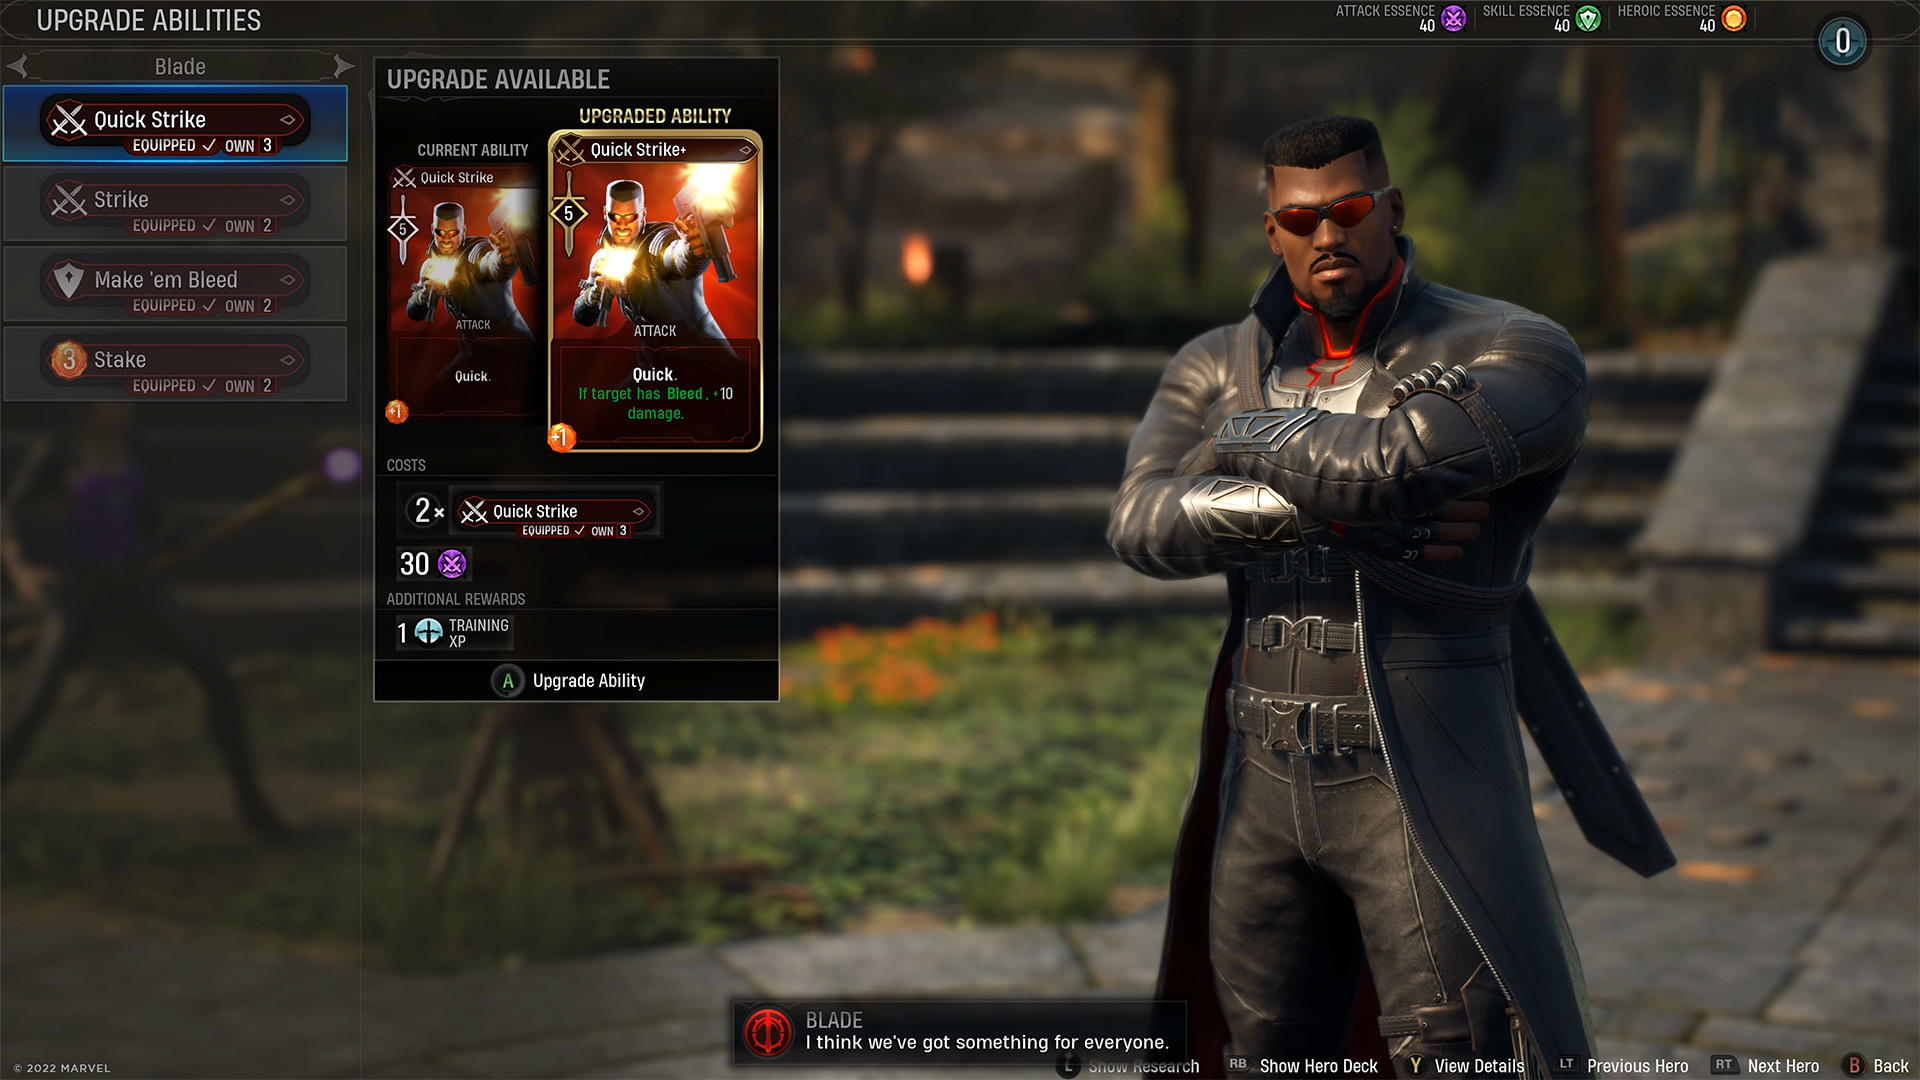 UPGRADE ABILITIES
ATTACK ESSENCE
40
SKILL ESSENCE
40
HEROIC ESSENCE
40
0
Blade
Quick Strike
EQUIPPED ✓ OWN 3
Strike
EQUIPPED ✓ OWN 2
Make 'em Bleed
EQUIPPED ✓ OWN 2
3 Stake
EQUIPPED ✓ OWN 2
UPGRADE AVAILABLE
CURRENT ABILITY
Quick Strike
5
ATTACK
Quick.
+1
UPGRADED ABILITY
Quick Strike+
5
ATTACK
Quick.
If target has Bleed, +10
damage.
+1
COSTS
2× Quick Strike
EQUIPPED ✓ OWN 3
30
ADDITIONAL REWARDS
1 TRAINING
XP
A Upgrade Ability
BLADE
I think we've got something for everyone.
© 2022 MARVEL
L Show Research
RB Show Hero Deck
Y View Details
LT Previous Hero
RT Next Hero
B Back